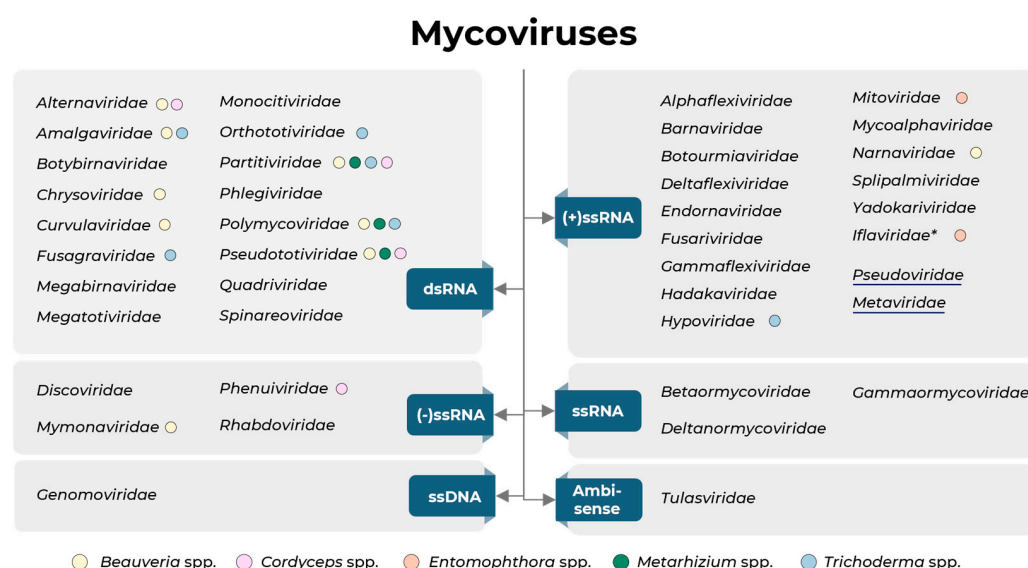 Mycoviruses
Alternaviridae
Amalgaviridae
Botybirnaviridae
Chrysoviridae
Curvulaviridae
Fusagraviridae
Megabirnaviridae
Megatotiviridae
Monocitiviridae
Orthototiviridae
Partitiviridae
Phlegiviridae
Polymycoviridae
Pseudototiviridae
Quadriviridae
Spinareoviridae
dsRNA
Alphaflexiviridae
Barnaviridae
Botourmiaviridae
Deltaflexiviridae
Endornaviridae
Fusariviridae
Gammaflexiviridae
Hadakaviridae
Hypoviridae
Mitoviridae
Mycoalphaviridae
Narnaviridae
Splipalmiviridae
Yadokariviridae
Iflaviridae*
Pseudoviridae
Metaviridae
(+)ssRNA
Discoviridae
Mymonaviridae
Phenuiviridae
Rhabdoviridae
(-)ssRNA
Betaormycoviridae
Deltanormycoviridae
Gammaormycoviridae
ssRNA
Genomoviridae
ssDNA
Ambi-
sense
Tulasviridae
Beauveria spp.
Cordyceps spp.
Entomophthora spp.
Metarhizium spp.
Trichoderma spp.